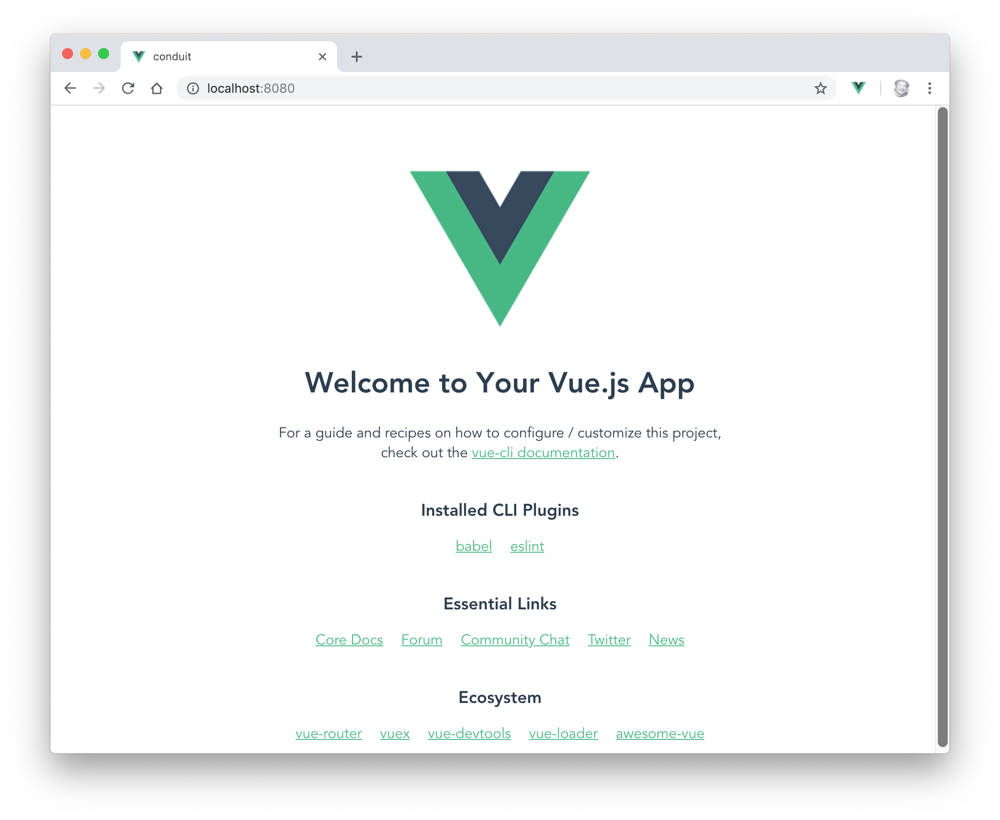 conduit
localhost:8080
Welcome to Your Vue.js App
For a guide and recipes on how to configure / customize this project,
check out the vue-cli documentation.
Installed CLI Plugins
babel eslint
Essential Links
Core Docs Forum Community Chat Twitter News
Ecosystem
vue-router vuex vue-devtools vue-loader awesome-vue